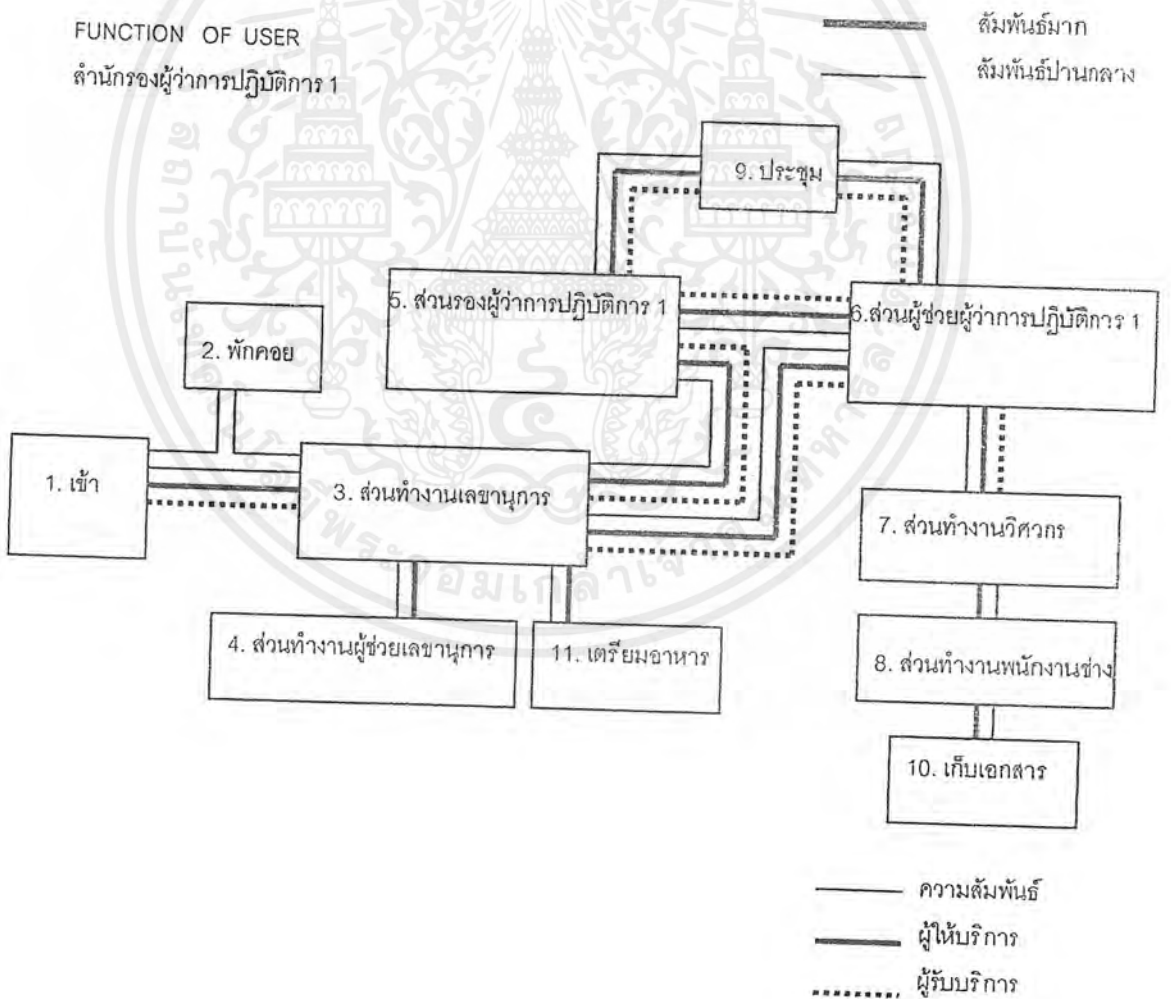 FUNCTION OF USER
สำนักรองผู้ว่าการปฏิบัติการ 1
สัมพันธ์มาก
สัมพันธ์ปานกลาง
9. ประชุม
5. ส่วนรองผู้ว่าการปฏิบัติการ 1
6.ส่วนผู้ช่วยผู้ว่าการปฏิบัติการ 1
2. พักคอย
1. เข้า
3. ส่วนทำงานเลขานุการ
7. ส่วนทำงานวิศวกร
4. ส่วนทำงานผู้ช่วยเลขานุการ
11. เตรียมอาหาร
8. ส่วนทำงานพนักงานช่าง
10. เก็บเอกสาร
ความสัมพันธ์
ผู้ให้บริการ
ผู้รับบริการ